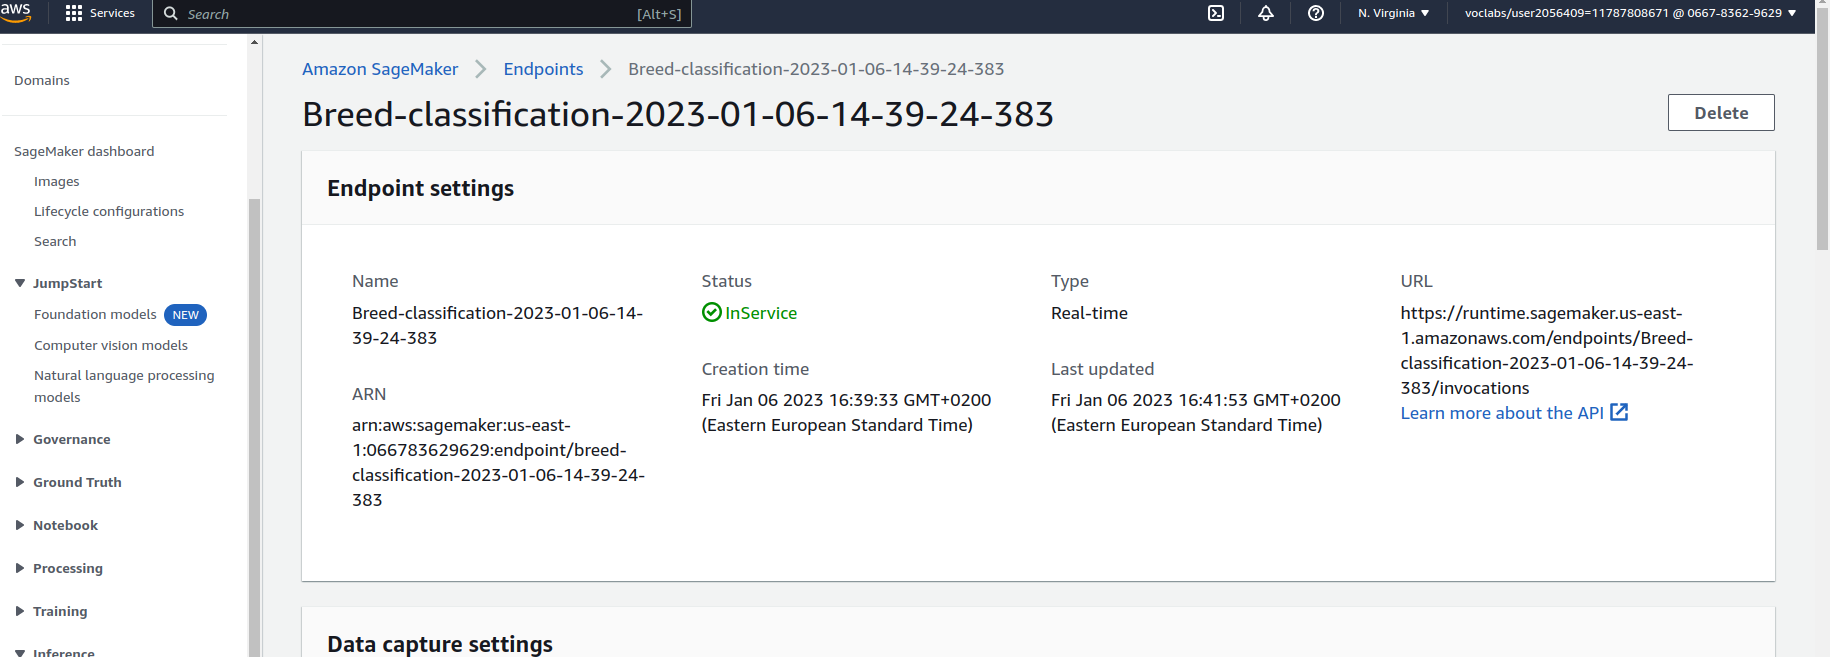 aws
Services
Search
[Alt+S]
N. Virginia
voclabs/user2056409=11787808671 @ 0667-8362-9629
Domains
SageMaker dashboard
Images
Lifecycle configurations
Search
JumpStart
Foundation models NEW
Computer vision models
Natural language processing
models
Governance
Ground Truth
Notebook
Processing
Training
Inference
Amazon SageMaker
Endpoints
Breed-classification-2023-01-06-14-39-24-383
Breed-classification-2023-01-06-14-39-24-383
Delete
Endpoint settings
Name
Breed-classification-2023-01-06-14-
39-24-383
ARN
arn:aws:sagemaker:us-east-
1:066783629629:endpoint/breed-
classification-2023-01-06-14-39-24-
383
Status
InService
Creation time
Fri Jan 06 2023 16:39:33 GMT+0200
(Eastern European Standard Time)
Type
Real-time
Last updated
Fri Jan 06 2023 16:41:53 GMT+0200
(Eastern European Standard Time)
URL
https://runtime.sagemaker.us-east-
1.amazonaws.com/endpoints/Breed-
classification-2023-01-06-14-39-24-
383/invocations
Learn more about the API
Data capture settings